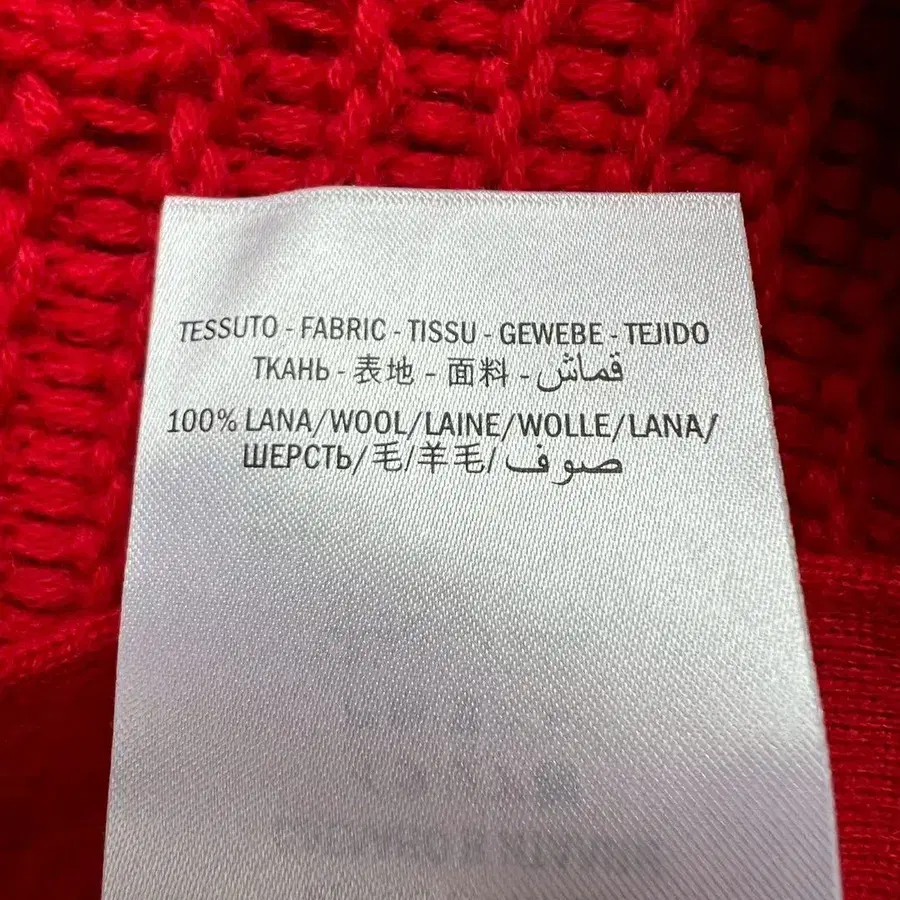 TESSUTO - FABRIC - TISSU - GEWEBE - TEJIDO
ТКАНЬ - 表地 - 面料 - قماش
100% LANA/WOOL/LAINE/WOLLE/LANA/
ШЕРСТЬ/毛/羊毛/صوف